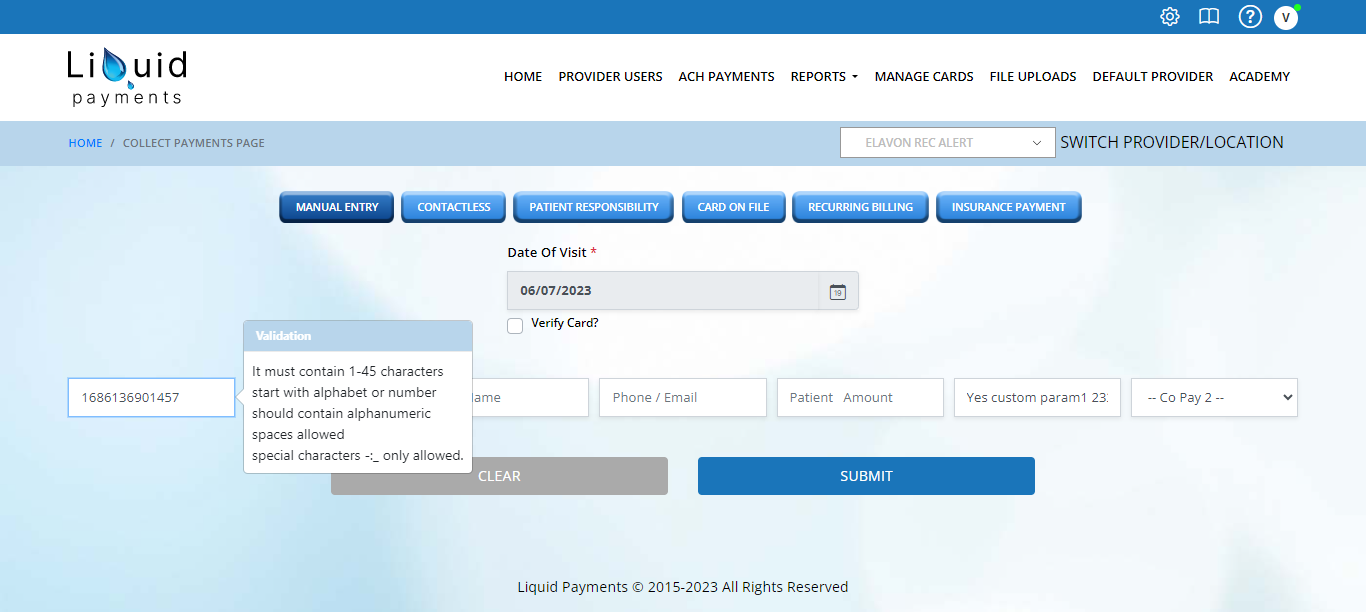 V
Liquid
payments
HOME PROVIDER USERS ACH PAYMENTS REPORTS MANAGE CARDS FILE UPLOADS DEFAULT PROVIDER ACADEMY
HOME / COLLECT PAYMENTS PAGE
ELAVON REC ALERT
SWITCH PROVIDER/LOCATION
MANUAL ENTRY
CONTACTLESS
PATIENT RESPONSIBILITY
CARD ON FILE
RECURRING BILLING
INSURANCE PAYMENT
Date Of Visit *
06/07/2023
19
Verify Card?
Validation
It must contain 1-45 characters
start with alphabet or number
should contain alphanumeric
spaces allowed
special characters -:_ only allowed.
1686136901457
ame
Phone / Email
Patient Amount
Yes custom param1 23
-- Co Pay 2 --
CLEAR
SUBMIT
Liquid Payments © 2015-2023 All Rights Reserved